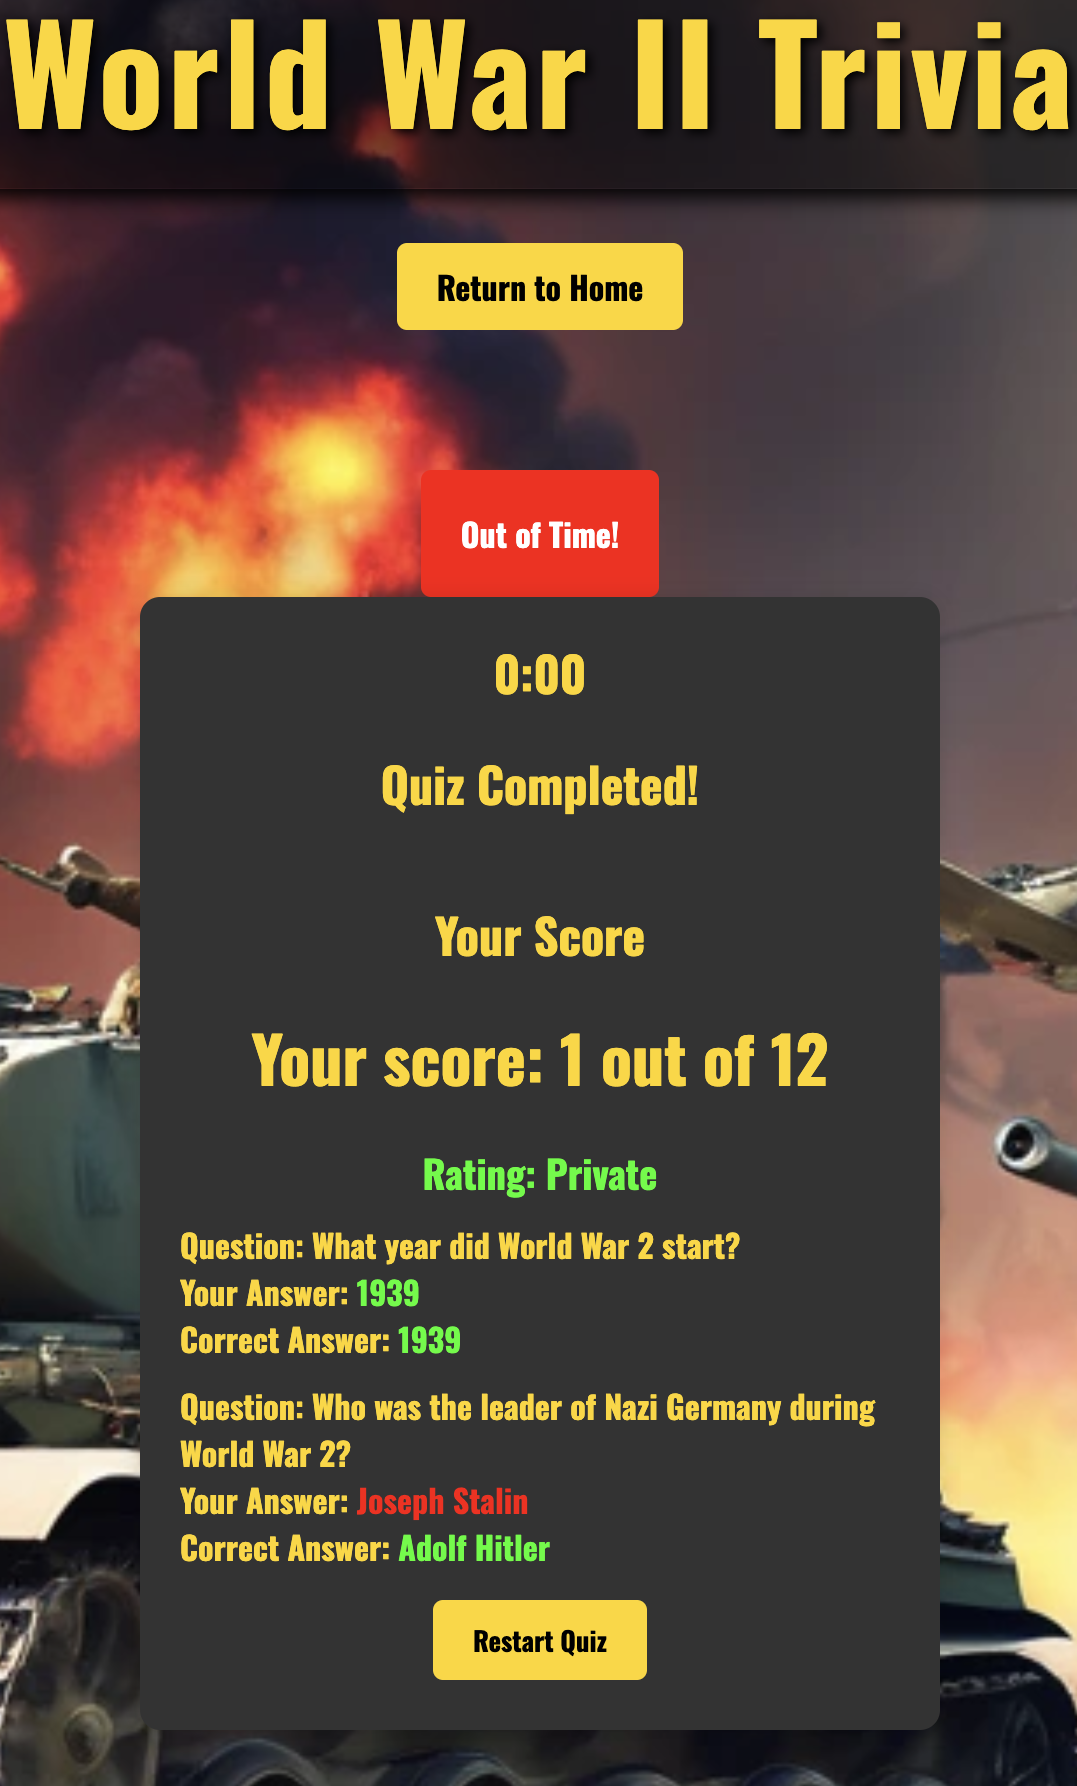 World War II Trivia
Return to Home
Out of Time!
0:00
Quiz Completed!
Your Score
Your score: 1 out of 12
Rating: Private
Question: What year did World War 2 start?
Your Answer: 1939
Correct Answer: 1939
Question: Who was the leader of Nazi Germany during
World War 2?
Your Answer: Joseph Stalin
Correct Answer: Adolf Hitler
Restart Quiz